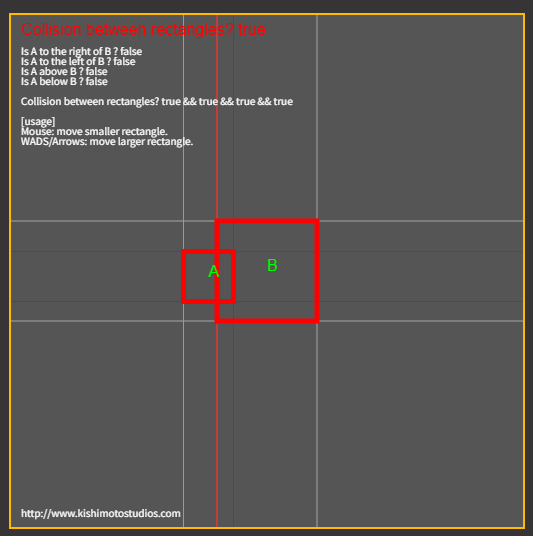 Collision between rectangles? true
Is A to the right of B ? false
Is A to the left of B ? false
Is A above B ? false
Is A below B ? false
Collision between rectangles? true && true && true && true
[usage]
Mouse: move smaller rectangle.
WADS/Arrows: move larger rectangle.
A
B
http://www.kishimotostudios.com